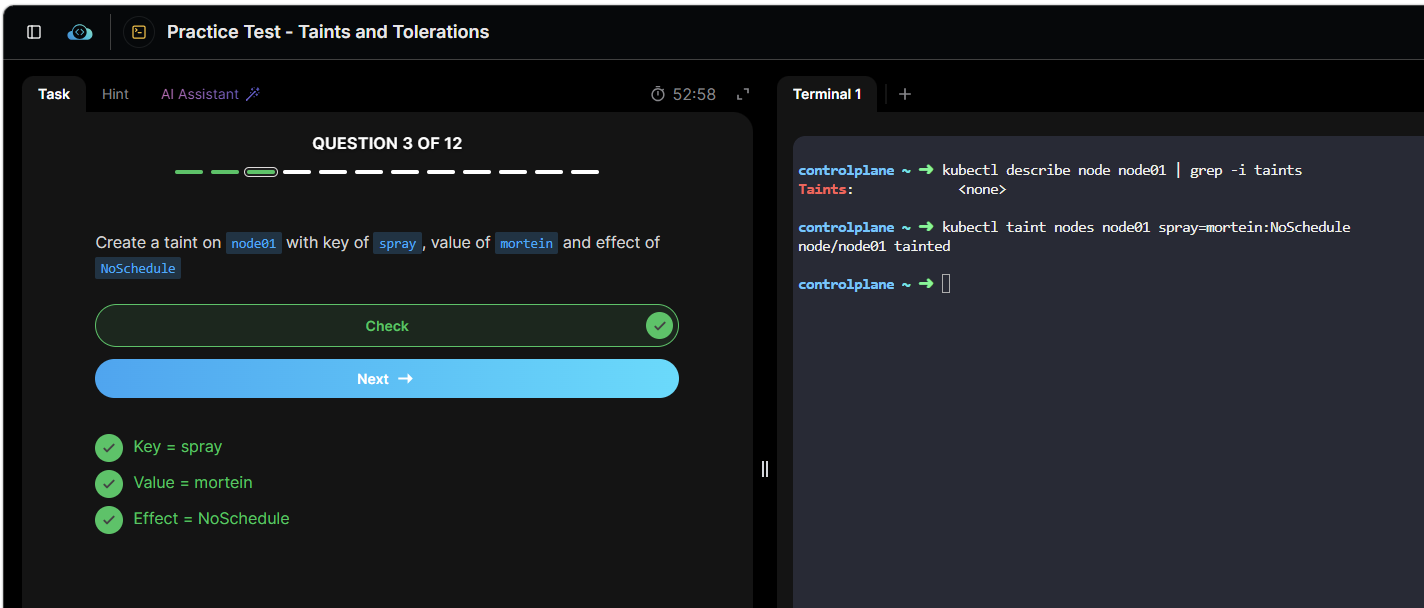 Practice Test - Taints and Tolerations
Task Hint AI Assistant 52:58
QUESTION 3 OF 12
Create a taint on node01 with key of spray, value of mortein and effect of
NoSchedule
Check
Next →
Key = spray
Value = mortein
Effect = NoSchedule
Terminal 1 +
controlplane ~ ➜ kubectl describe node node01 | grep -i taints
Taints: <none>
controlplane ~ ➜ kubectl taint nodes node01 spray=mortein:NoSchedule
node/node01 tainted
controlplane ~ ➜